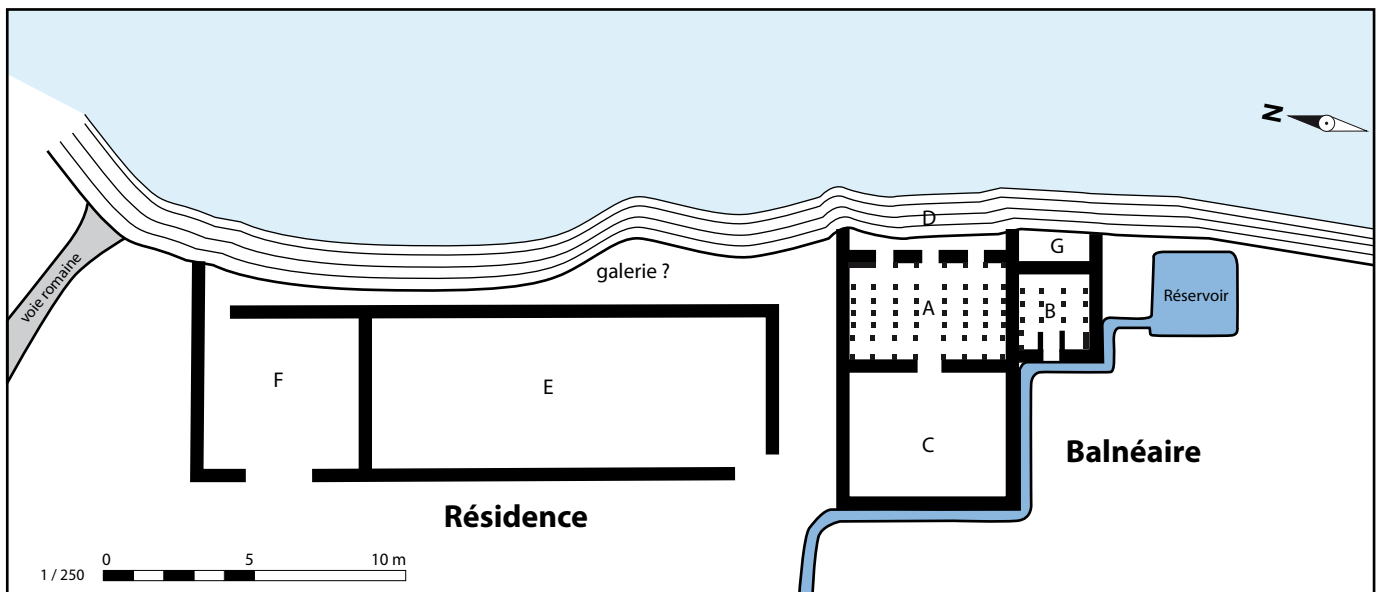 N
D
G
voie romaine
galerie ?
Réservoir
A
B
F
E
C
Balnéaire
Résidence
0 5 10 m
1 / 250